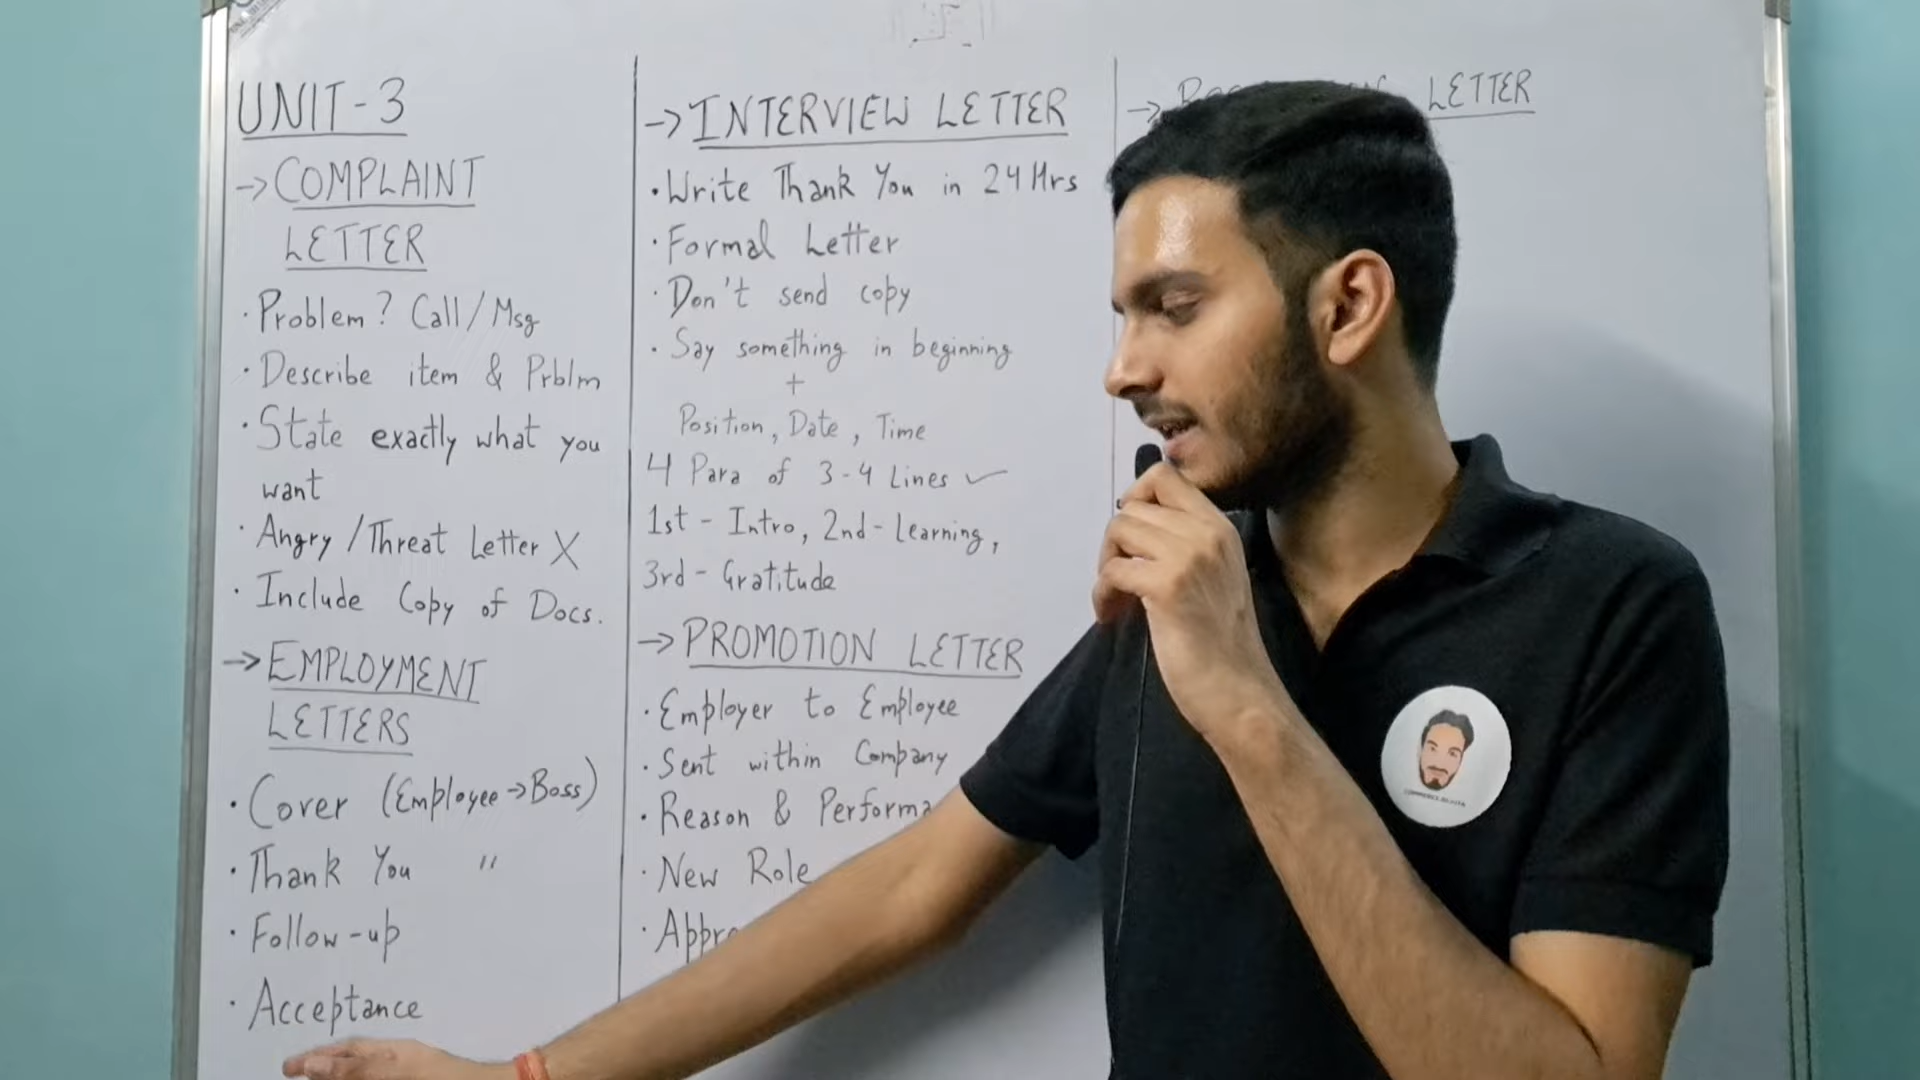 UNIT-3
→ COMPLAINT
LETTER
· Problem? Call/Msg
· Describe item & Prblm
· State exactly what you
want
· Angry/Threat Letter X
· Include Copy of Docs.
→ EMPLOYMENT
LETTERS
· Cover (Employee→Boss)
· Thank You "
· Follow-up
· Acceptance
→ INTERVIEW LETTER
· Write Thank You in 24 Hrs
· Formal Letter
· Don't send copy
· Say something in beginning
+
Position, Date, Time
4 Para of 3-4 Lines ✓
1st - Intro, 2nd - Learning,
3rd - Gratitude
→ PROMOTION LETTER
· Employer to Employee
· Sent within Company
· Reason & Performa
· New Role
· Appr
→ LETTER